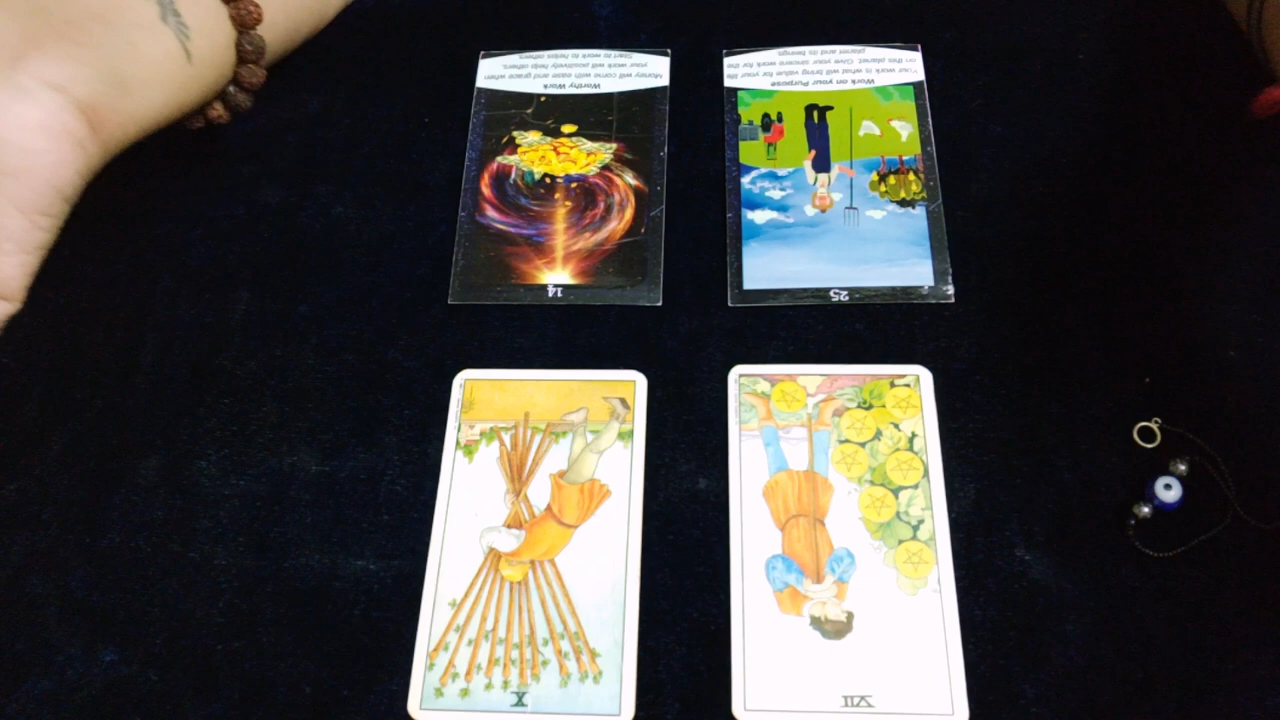 Worthy Work
Money will come with ease and grace when
your work will positively help others.
Start to work to helps others.
14
Work on your Purpose
Your work is what will bring value for the life
on this planet. Give your sincere work for the
planet and its beings.
25
X
VII